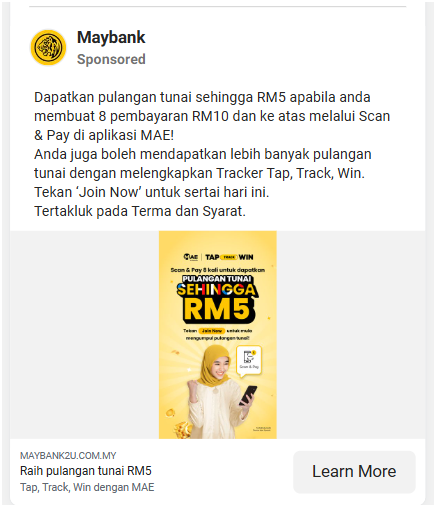 Maybank
Sponsored
Dapatkan pulangan tunai sehingga RM5 apabila anda
membuat 8 pembayaran RM10 dan ke atas melalui Scan
& Pay di aplikasi MAE!
Anda juga boleh mendapatkan lebih banyak pulangan
tunai dengan melengkapkan Tracker Tap, Track, Win.
Tekan ‘Join Now’ untuk sertai hari ini.
Tertakluk pada Terma dan Syarat.
MAE TAP TRACK WIN
Scan & Pay 8 kali untuk dapatkan
PULANGAN TUNAI
SEHINGGA
RM5
Tekan Join Now untuk mula
mengumpul pulangan tunai!
Scan & Pay
MAYBANK2U.COM.MY
Raih pulangan tunai RM5
Tap, Track, Win dengan MAE
Learn More